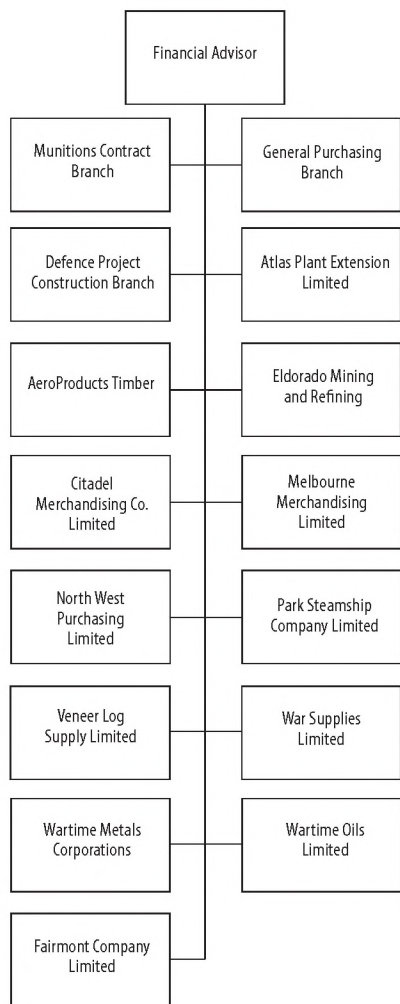 Financial Advisor
Munitions Contract
Branch
General Purchasing
Branch
Defence Project
Construction Branch
Atlas Plant Extension
Limited
AeroProducts Timber
Eldorado Mining
and Refining
Citadel
Merchandising Co.
Limited
Melbourne
Merchandising
Limited
North West
Purchasing
Limited
Park Steamship
Company Limited
Veneer Log
Supply Limited
War Supplies
Limited
Wartime Metals
Corporations
Wartime Oils
Limited
Fairmont Company
Limited